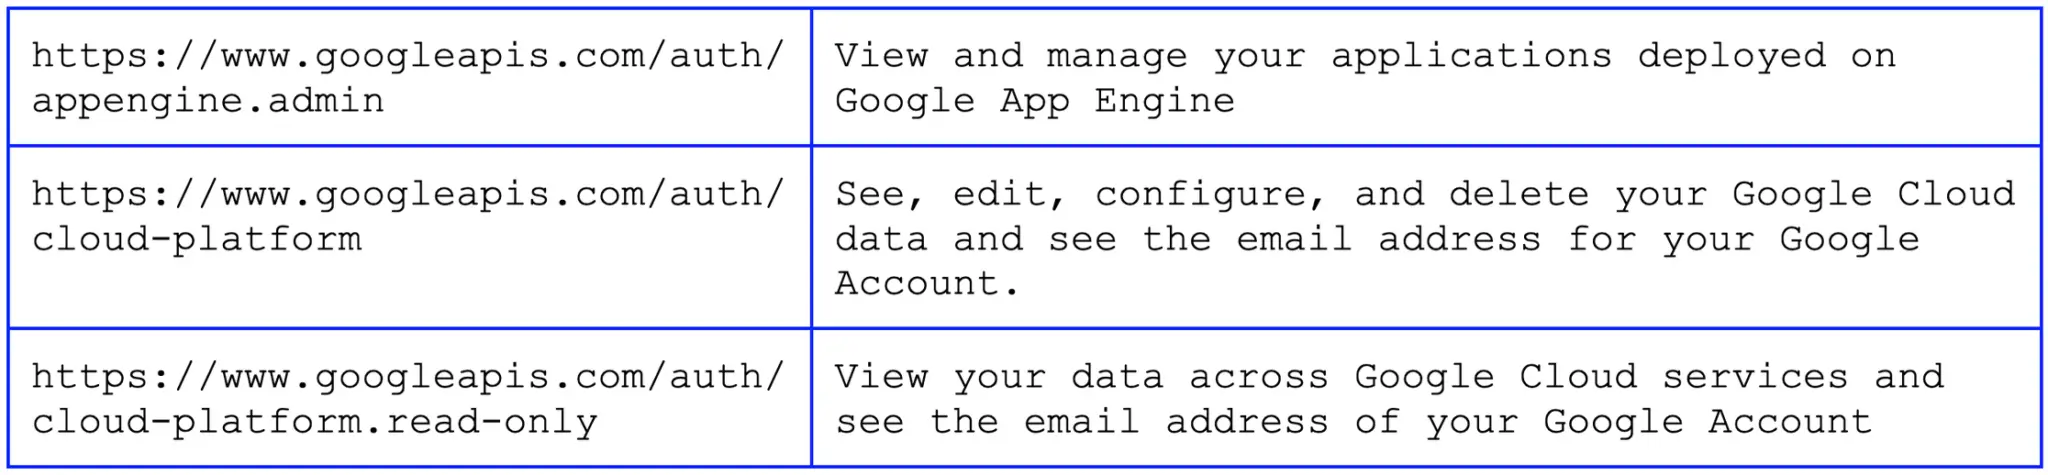 https://www.googleapis.com/auth/
appengine.admin
View and manage your applications deployed on
Google App Engine
https://www.googleapis.com/auth/
cloud-platform
See, edit, configure, and delete your Google Cloud
data and see the email address for your Google
Account.
https://www.googleapis.com/auth/
cloud-platform.read-only
View your data across Google Cloud services and
see the email address of your Google Account